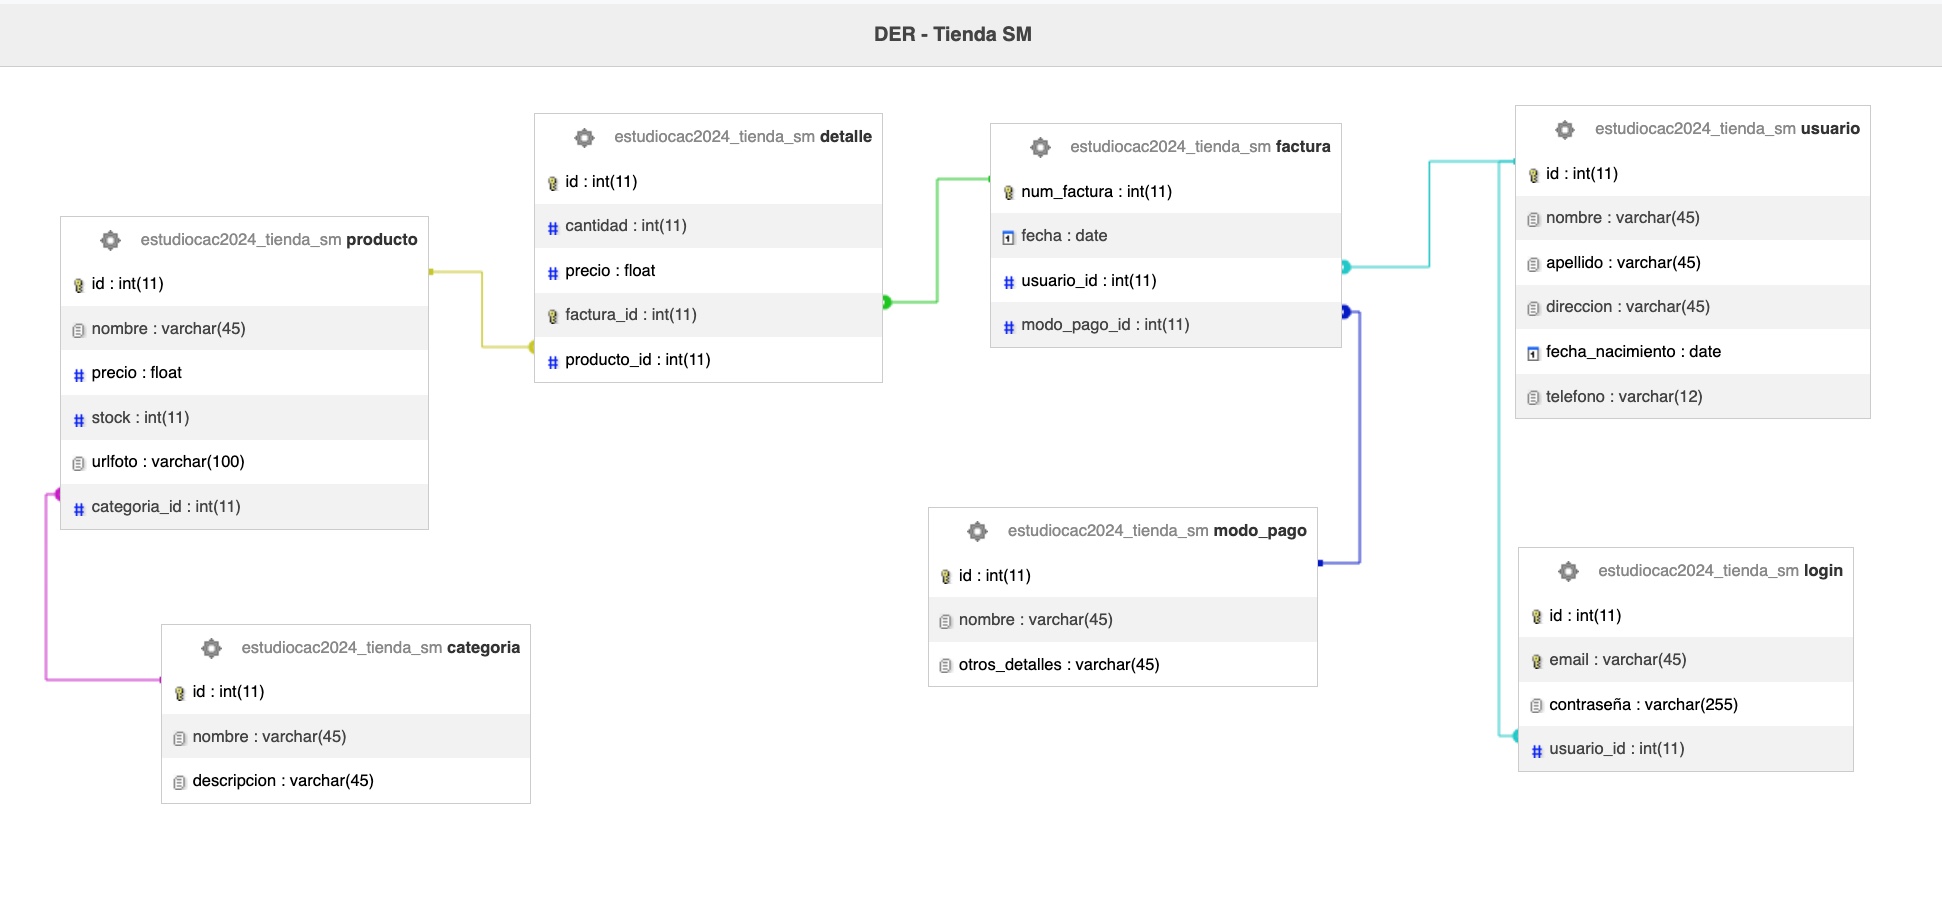 DER - Tienda SM
estudiocac2024_tienda_sm producto
id : int(11)
nombre : varchar(45)
precio : float
stock : int(11)
urlfoto : varchar(100)
categoria_id : int(11)
estudiocac2024_tienda_sm categoria
id : int(11)
nombre : varchar(45)
descripcion : varchar(45)
estudiocac2024_tienda_sm detalle
id : int(11)
cantidad : int(11)
precio : float
factura_id : int(11)
producto_id : int(11)
estudiocac2024_tienda_sm factura
num_factura : int(11)
fecha : date
usuario_id : int(11)
modo_pago_id : int(11)
estudiocac2024_tienda_sm modo_pago
id : int(11)
nombre : varchar(45)
otros_detalles : varchar(45)
estudiocac2024_tienda_sm usuario
id : int(11)
nombre : varchar(45)
apellido : varchar(45)
direccion : varchar(45)
fecha_nacimiento : date
telefono : varchar(12)
estudiocac2024_tienda_sm login
id : int(11)
email : varchar(45)
contraseña : varchar(255)
usuario_id : int(11)